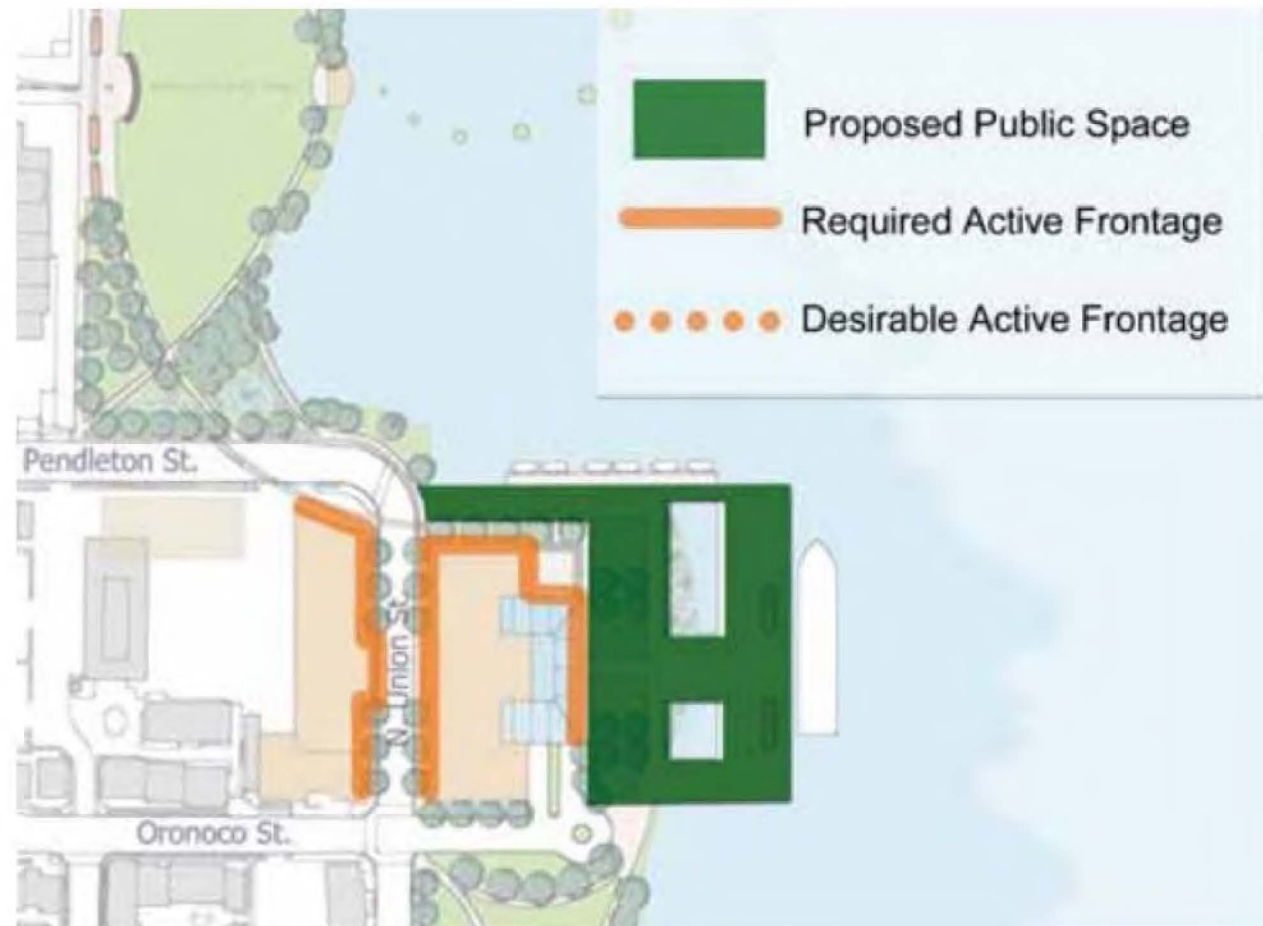 Proposed Public Space
Required Active Frontage
Desirable Active Frontage
Pendleton St.
N. Union St.
Oronoco St.